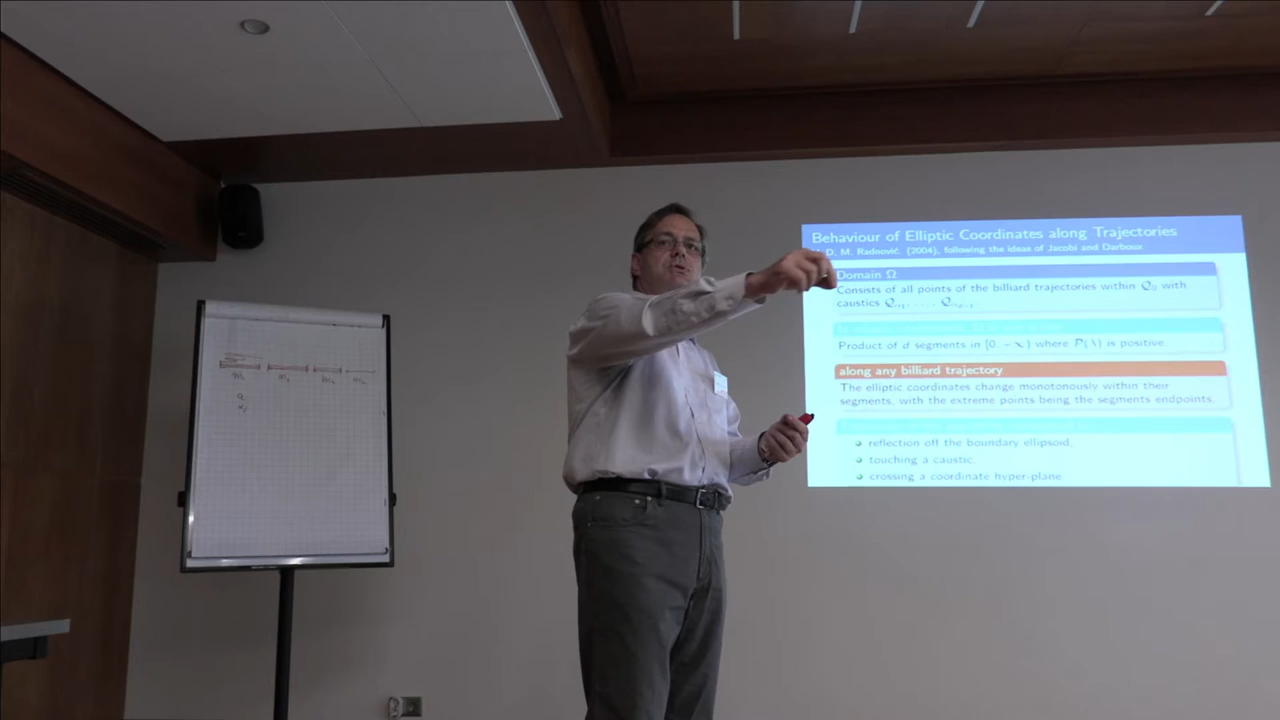 Behaviour of Elliptic Coordinates along Trajectories
D., M. Radnović. (2004), following the ideas of Jacobi and Darboux
Domain Ω
Consists of all points of the billiard trajectories within Q₀ with
caustics
Product of d segments in [0, −∞) where P(λ) is positive.
along any billiard trajectory
The elliptic coordinates change monotonously within their
segments, with the extreme points being the segments endpoints.
reflection off the boundary ellipsoid,
touching a caustic,
crossing a coordinate hyper-plane